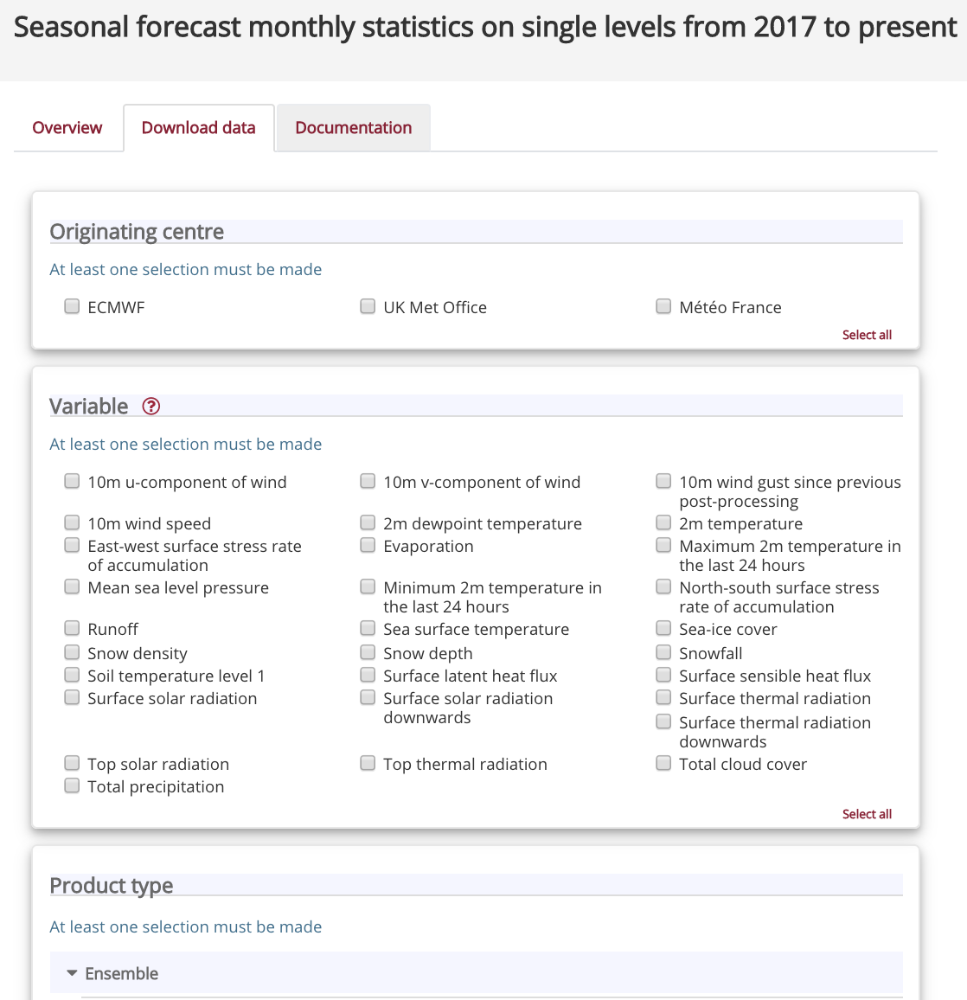 Seasonal forecast monthly statistics on single levels from 2017 to present
Overview
Download data
Documentation
Originating centre
At least one selection must be made
ECMWF
UK Met Office
Météo France
Select all
Variable
At least one selection must be made
10m u-component of wind
10m v-component of wind
10m wind gust since previous
post-processing
10m wind speed
2m dewpoint temperature
2m temperature
East-west surface stress rate
of accumulation
Evaporation
Maximum 2m temperature in
the last 24 hours
Mean sea level pressure
Minimum 2m temperature in
the last 24 hours
North-south surface stress
rate of accumulation
Runoff
Sea surface temperature
Sea-ice cover
Snow density
Snow depth
Snowfall
Soil temperature level 1
Surface latent heat flux
Surface sensible heat flux
Surface solar radiation
Surface solar radiation
downwards
Surface thermal radiation
Surface thermal radiation
downwards
Top solar radiation
Top thermal radiation
Total cloud cover
Total precipitation
Select all
Product type
At least one selection must be made
Ensemble